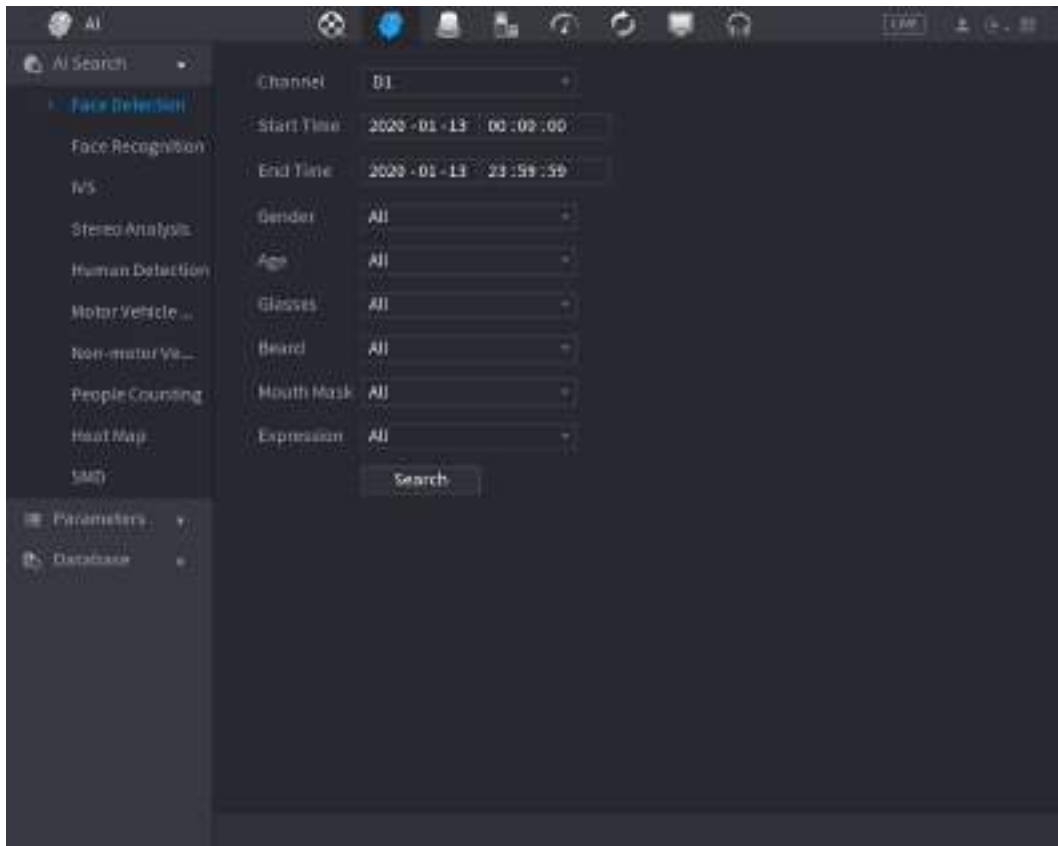 AI
LIVE
AI Search
Face Detection
Face Recognition
IVS
Stereo Analysis
Human Detection
Motor Vehicle ...
Non-motor Ve...
People Counting
Heat Map
SMD
Parameters
Database
Channel D1
Start Time 2020 - 01 - 13 00 : 00 : 00
End Time 2020 - 01 - 13 23 : 59 : 59
Gender All
Age All
Glasses All
Beard All
Mouth Mask All
Expression All
Search